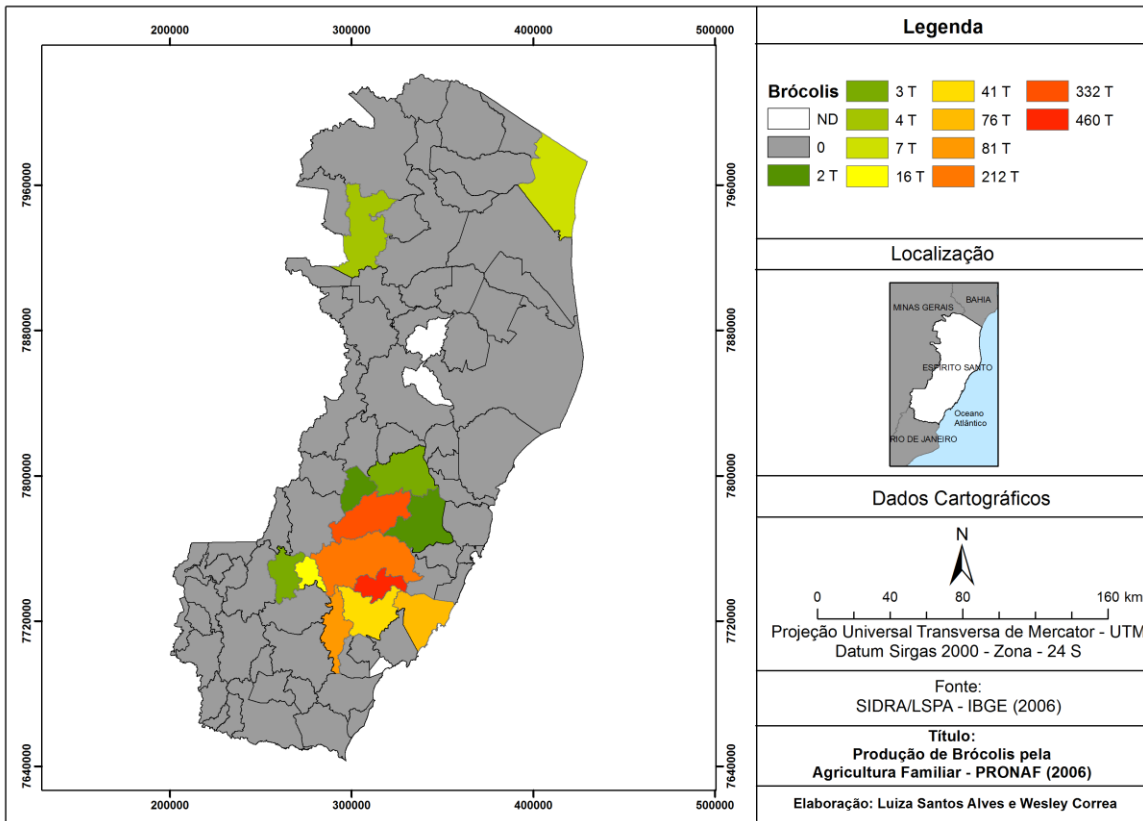 200000 300000 400000 500000
7960000
7880000
7800000
7720000
7640000
7960000
7880000
7800000
7720000
7640000
200000 300000 400000 500000
Legenda
Brócolis
ND
0
2 T
3 T
4 T
7 T
16 T
41 T
76 T
81 T
212 T
332 T
460 T
Localização
MINAS GERAIS
BAHIA
ESPÍRITO SANTO
Oceano
Atlântico
RIO DE JANEIRO
Dados Cartográficos
N
0 40 80 160 km
Projeção Universal Transversa de Mercator - UTM
Datum Sirgas 2000 - Zona - 24 S
Fonte:
SIDRA/LSPA - IBGE (2006)
Título:
Produção de Brócolis pela
Agricultura Familiar - PRONAF (2006)
Elaboração: Luiza Santos Alves e Wesley Correa